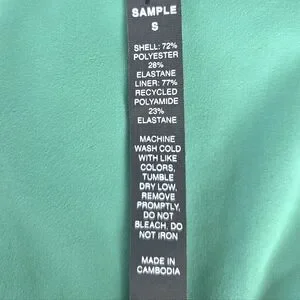 SAMPLE
S
SHELL: 72%
POLYESTER
28%
ELASTANE
LINER: 77%
RECYCLED
POLYAMIDE
23%
ELASTANE
MACHINE
WASH COLD
WITH LIKE
COLORS,
TUMBLE
DRY LOW,
REMOVE
PROMPTLY,
DO NOT
BLEACH, DO
NOT IRON
MADE IN
CAMBODIA